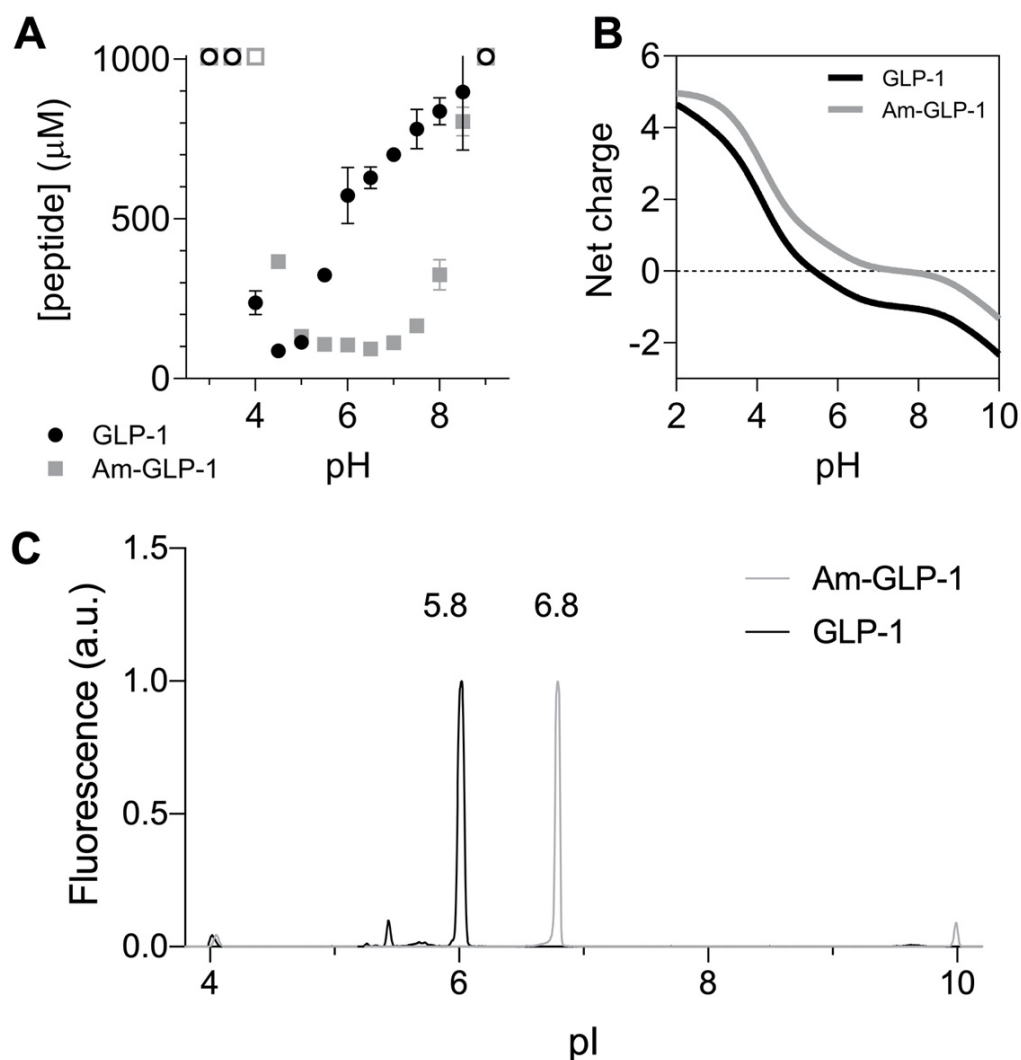 A
[peptide] (µM)
1000
500
0
4 6 8
pH
GLP-1
Am-GLP-1
B
Net charge
6
4
2
0
-2
2 4 6 8 10
pH
GLP-1
Am-GLP-1
C
Fluorescence (a.u.)
1.5
1.0
0.5
0.0
5.8 6.8
Am-GLP-1
GLP-1
4 6 8 10
pI